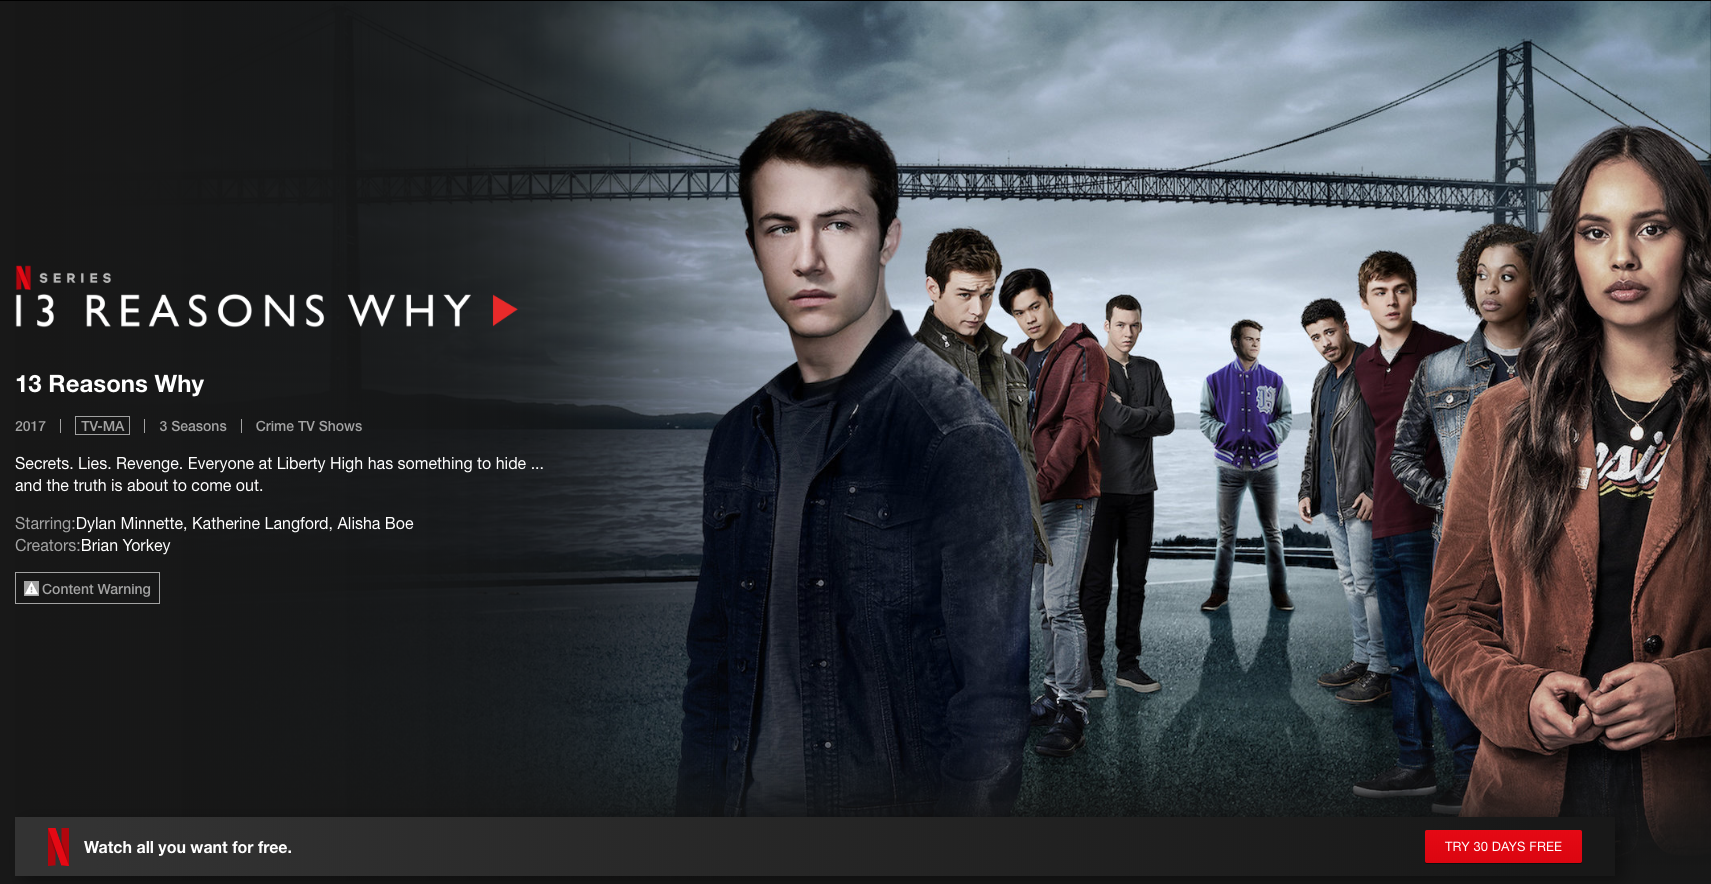 N SERIES
13 REASONS WHY
13 Reasons Why
2017 | TV-MA | 3 Seasons | Crime TV Shows
Secrets. Lies. Revenge. Everyone at Liberty High has something to hide ...
and the truth is about to come out.
Starring:Dylan Minnette, Katherine Langford, Alisha Boe
Creators:Brian Yorkey
Content Warning
N Watch all you want for free.
TRY 30 DAYS FREE